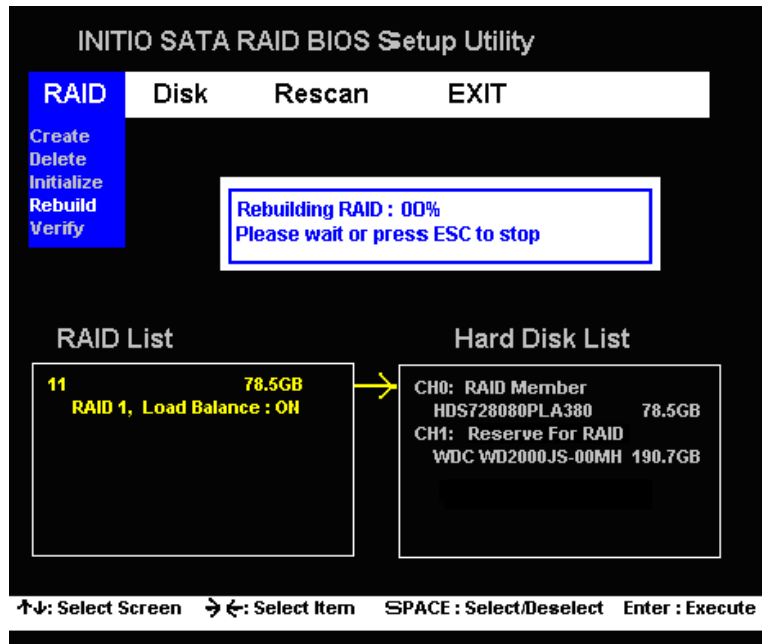 INITIO SATA RAID BIOS Setup Utility
RAID Disk Rescan EXIT
Create
Delete
Initialize
Rebuild
Verify
Rebuilding RAID : 00%
Please wait or press ESC to stop
RAID List
11 78.5GB
RAID 1, Load Balance : ON
Hard Disk List
CH0: RAID Member
HDS728080PLA380 78.5GB
CH1: Reserve For RAID
WDC WD2000JS-00MH 190.7GB
↑↓: Select Screen →←: Select Item SPACE : Select/Deselect Enter : Execute